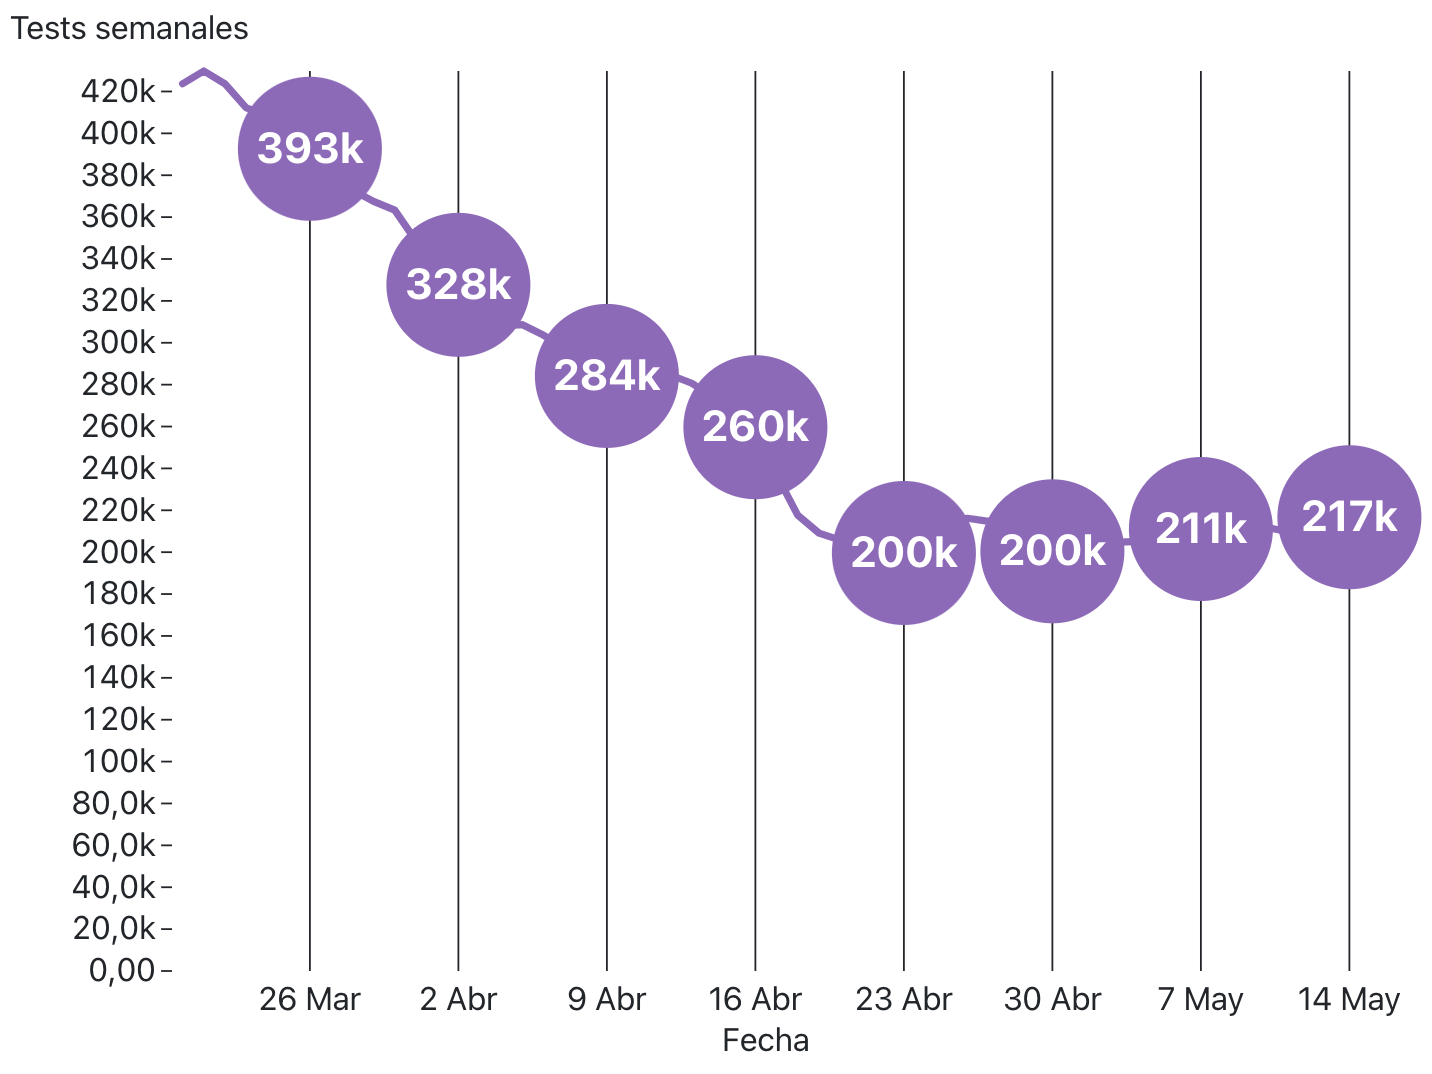 Tests semanales
420k
400k
380k
360k
340k
320k
300k
280k
260k
240k
220k
200k
180k
160k
140k
120k
100k
80,0k
60,0k
40,0k
20,0k
0,00
393k
328k
284k
260k
200k
200k
211k
217k
26 Mar 2 Abr 9 Abr 16 Abr 23 Abr 30 Abr 7 May 14 May
Fecha